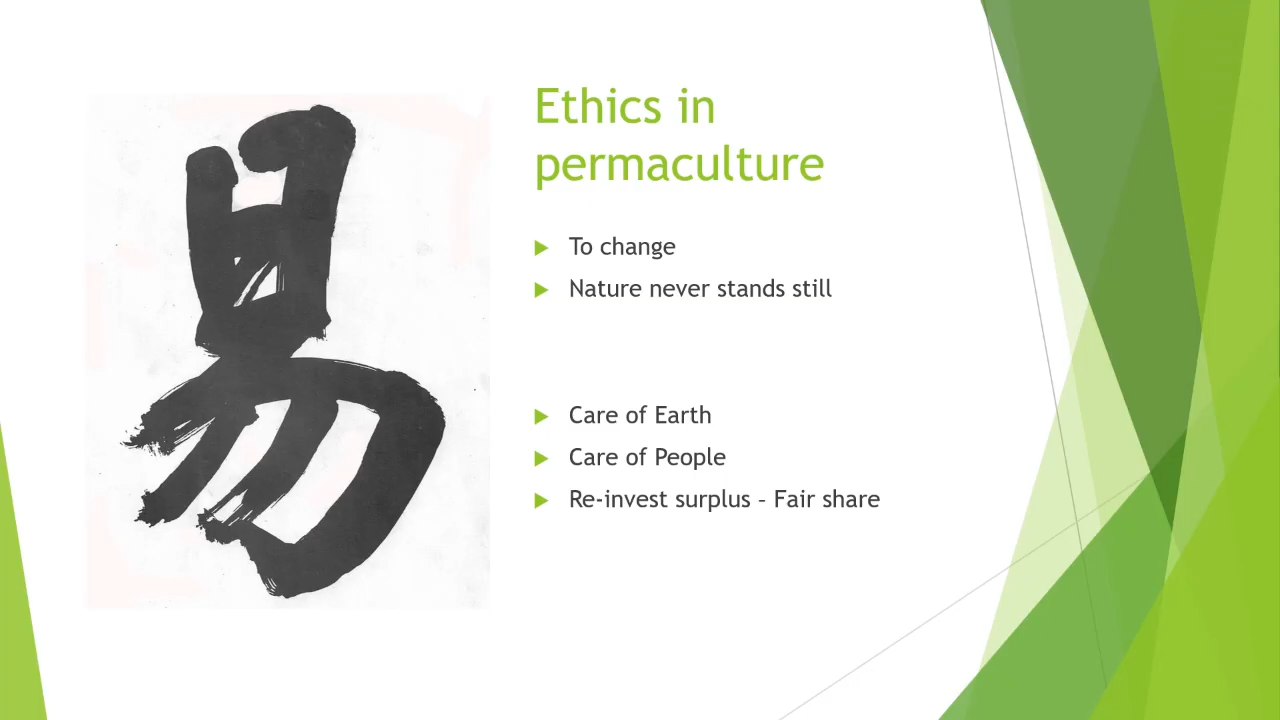 易
Ethics in
permaculture
To change
Nature never stands still
Care of Earth
Care of People
Re-invest surplus – Fair share